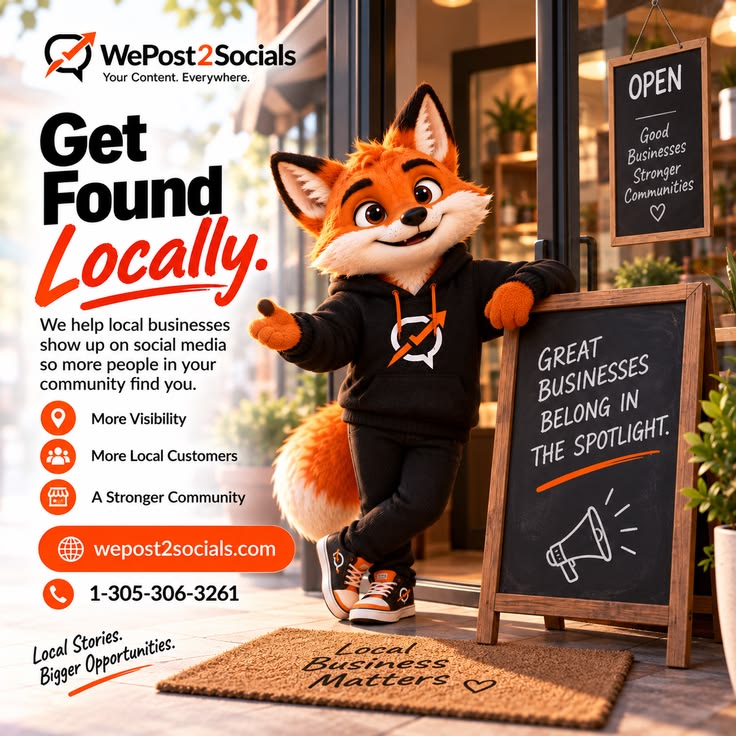 WePost2Socials
Your Content. Everywhere.
Get
Found
Locally.
We help local businesses
show up on social media
so more people in your
community find you.
More Visibility
More Local Customers
A Stronger Community
wepost2socials.com
1-305-306-3261
Local Stories.
Bigger Opportunities.
OPEN
Good
Businesses
Stronger
Communities
GREAT
BUSINESSES
BELONG IN
THE SPOTLIGHT.
Local
Business
Matters